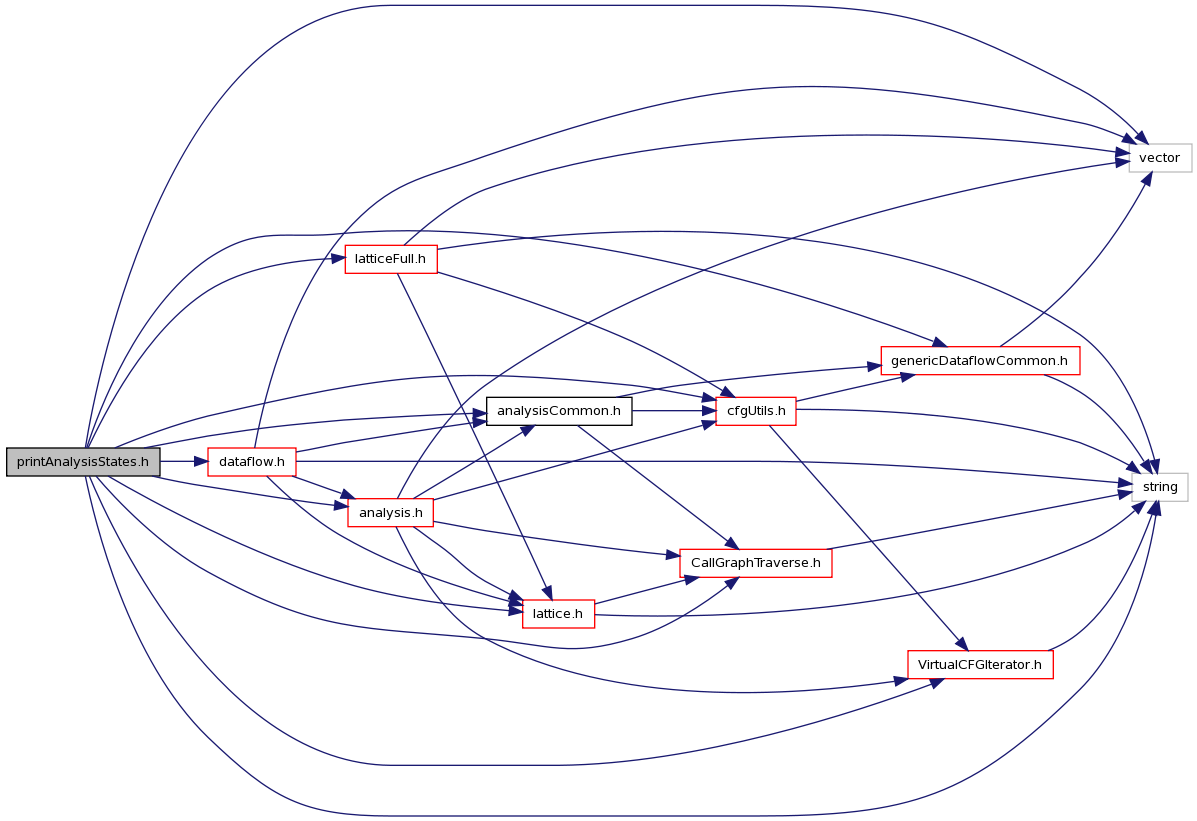 vector
latticeFull.h
genericDataflowCommon.h
analysisCommon.h
cfgUtils.h
printAnalysisStates.h
dataflow.h
string
analysis.h
CallGraphTraverse.h
lattice.h
VirtualCFGIterator.h